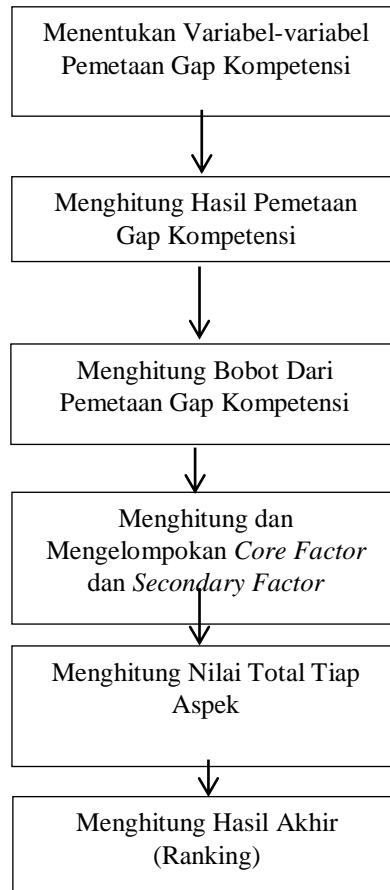 Menentukan Variabel-variabel
Pemetaan Gap Kompetensi
Menghitung Hasil Pemetaan
Gap Kompetensi
Menghitung Bobot Dari
Pemetaan Gap Kompetensi
Menghitung dan
Mengelompokan Core Factor
dan Secondary Factor
Menghitung Nilai Total Tiap
Aspek
Menghitung Hasil Akhir
(Ranking)